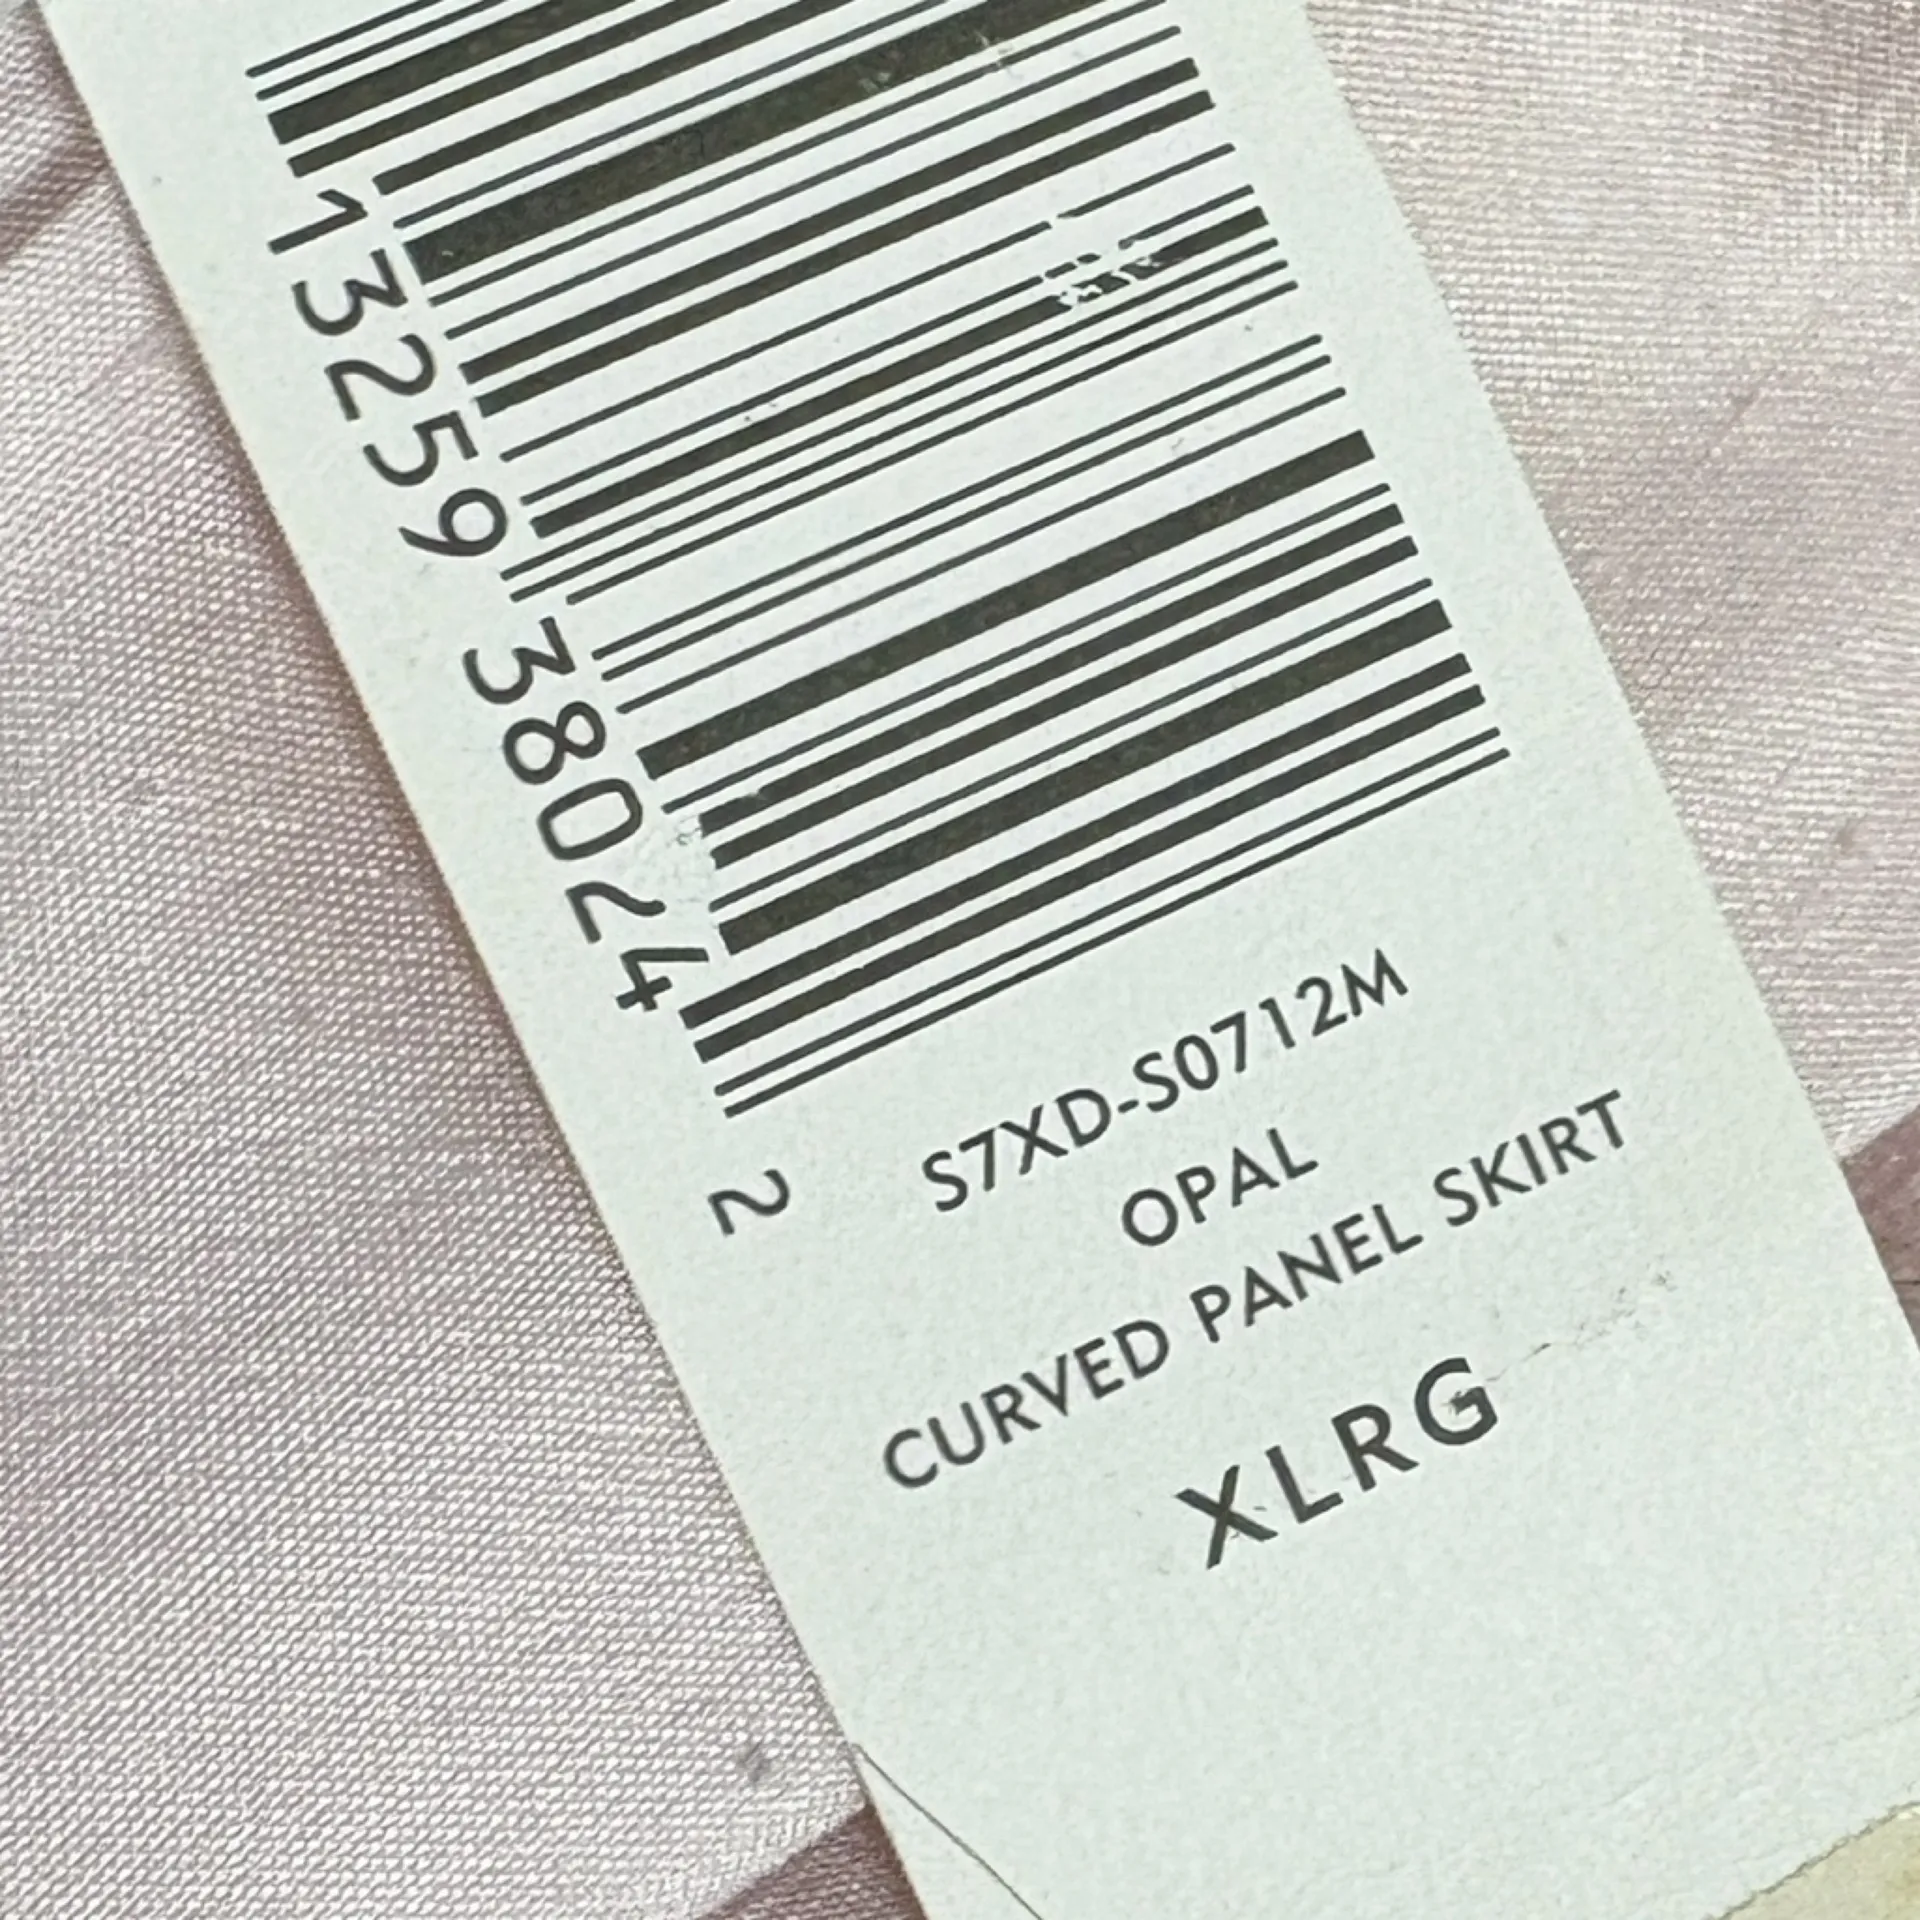 13259 38024 2
S7XD-S0712M
OPAL
CURVED PANEL SKIRT
XLRG